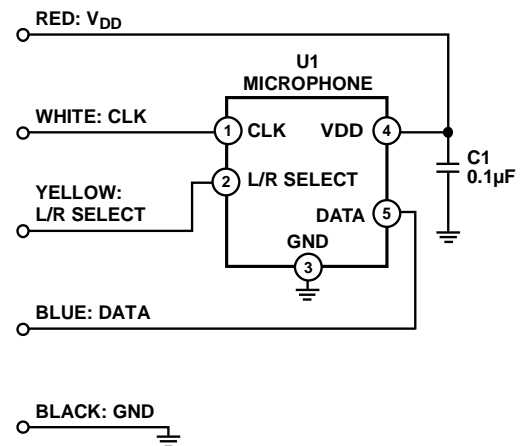 RED: VDD
U1
MICROPHONE
WHITE: CLK
1 CLK
VDD 4
C1
0.1µF
2 L/R SELECT
YELLOW:
L/R SELECT
DATA 5
GND
3
BLUE: DATA
BLACK: GND